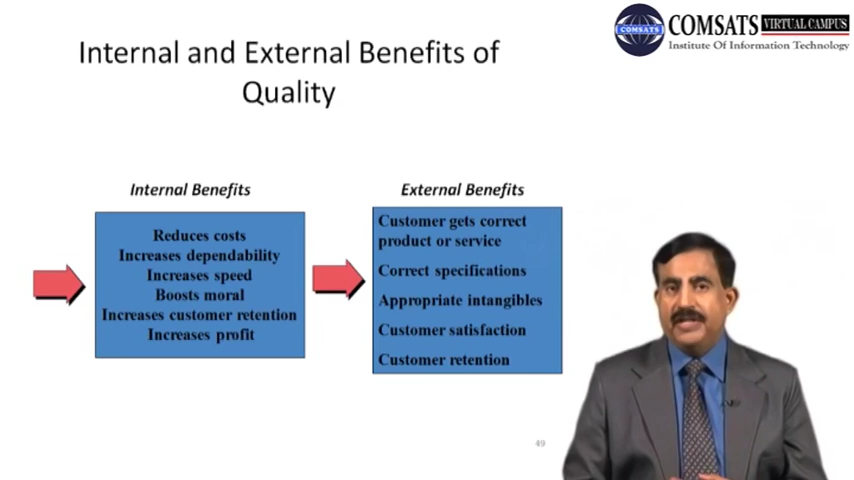 COMSATS VIRTUAL CAMPUS
Institute Of Information Technology
COMSATS
Internal and External Benefits of
Quality
Internal Benefits
Reduces costs
Increases dependability
Increases speed
Boosts moral
Increases customer retention
Increases profit
External Benefits
Customer gets correct
product or service
Correct specifications
Appropriate intangibles
Customer satisfaction
Customer retention
49